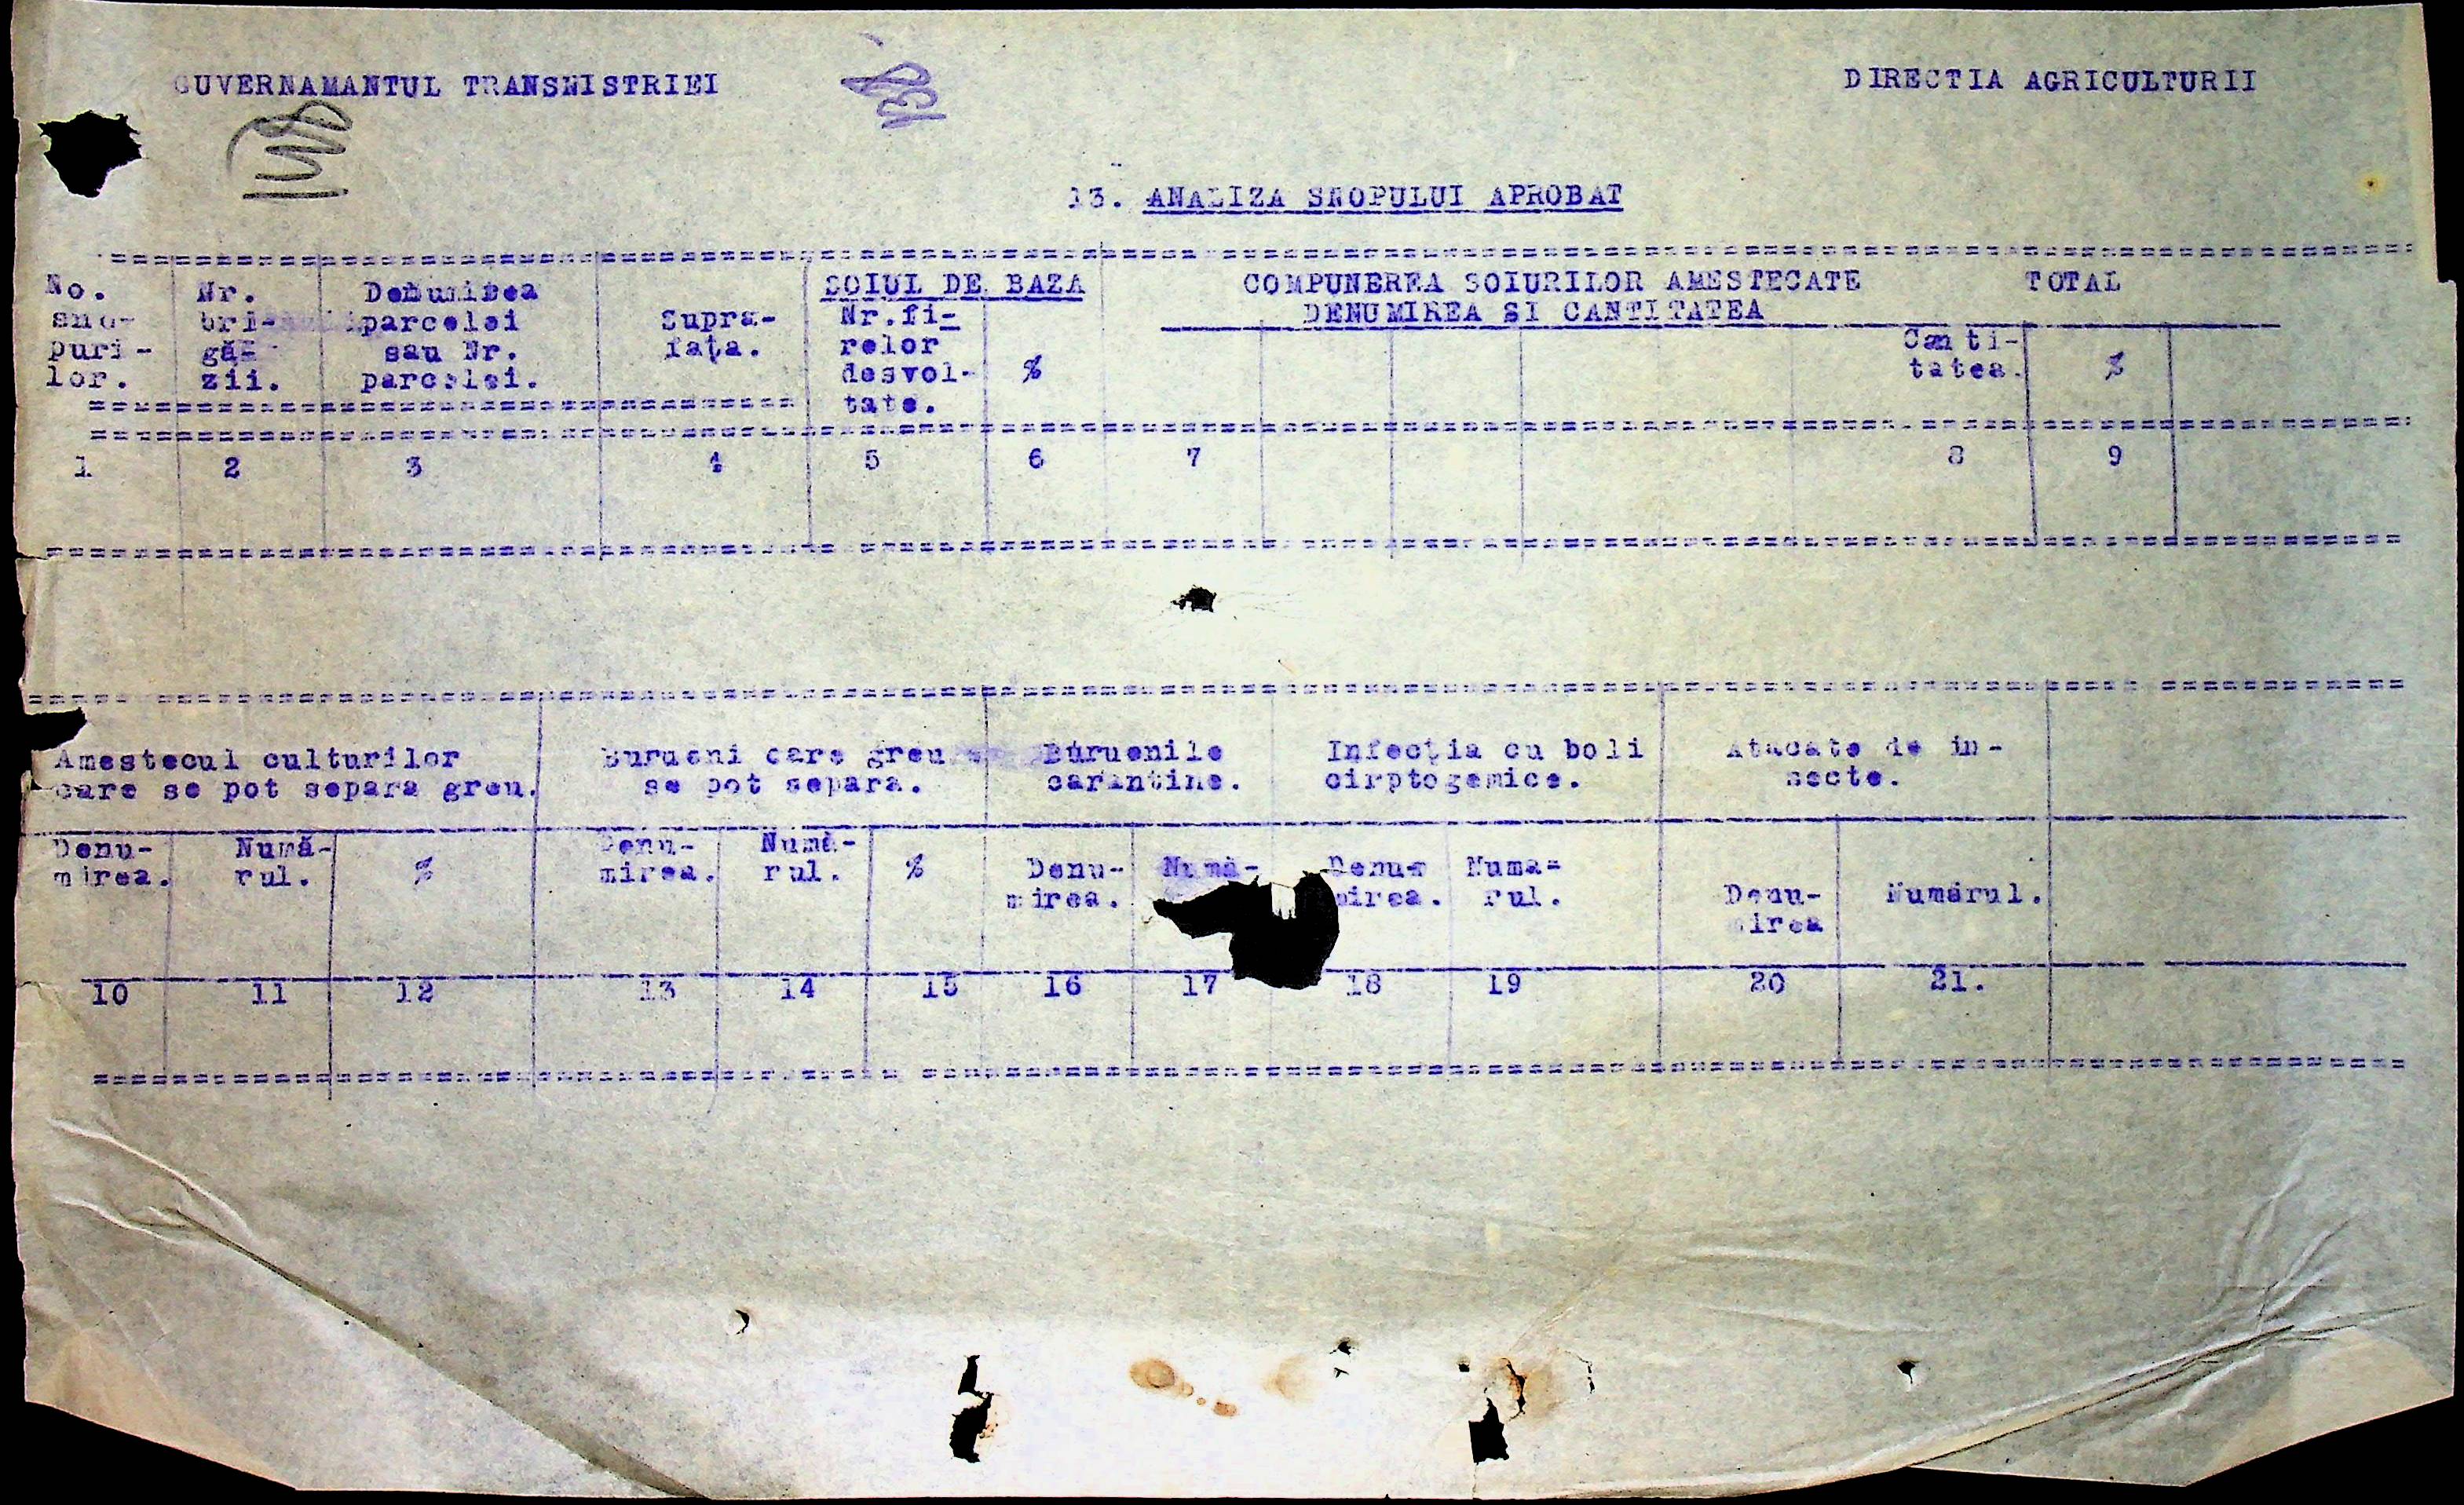 GUVERNAMANTUL TRANSNISTRIEI DIRECTIA AGRICULTURII
13. ANALIZA SNOPULUI APROBAT
No. Nr. Denumirea SOIUL DE BAZA COMPUNEREA SOIURILOR AMESTECATE TOTAL
sno- bri- parcelei Supra- Nr.fi- DENUMIREA SI CANTITATEA
puri- gă- sau Nr. fața. relor % Canti- %
lor. zii. parcelei. desvol- tatea.
tate.
1 2 3 4 5 6 7 8 9
Amestecul culturilor Burueni care greu Buruenile Infecția cu boli Atacate de in-
care se pot separa greu. se pot separa. carantine. cirptogamice. secte.
Denu- Numă- % Denu- Numă- % Denu- Numă- Denu- Numa- Denu- Numărul.
mirea. rul. mirea. rul. mirea. mirea. rul. mirea
10 11 12 13 14 15 16 17 18 19 20 21.